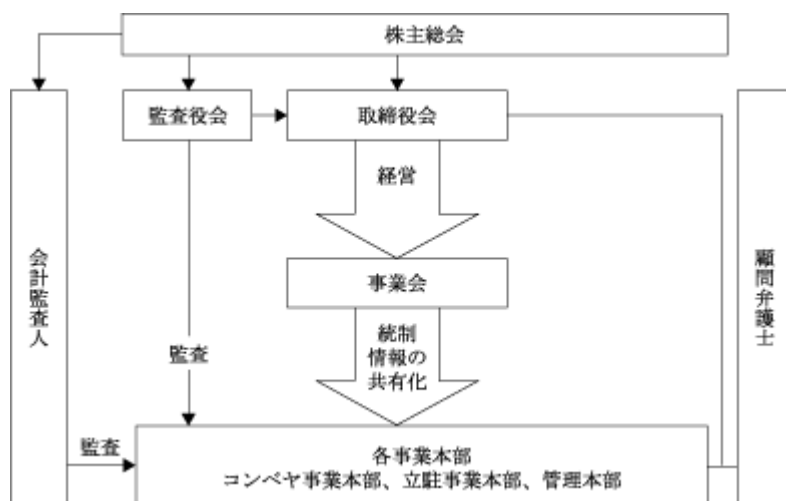 株主総会
監査役会
取締役会
経営
会計監査人
顧問弁護士
事業会
統制
情報の
共有化
監査
監査
各事業本部
コンベヤ事業本部、立駐事業本部、管理本部